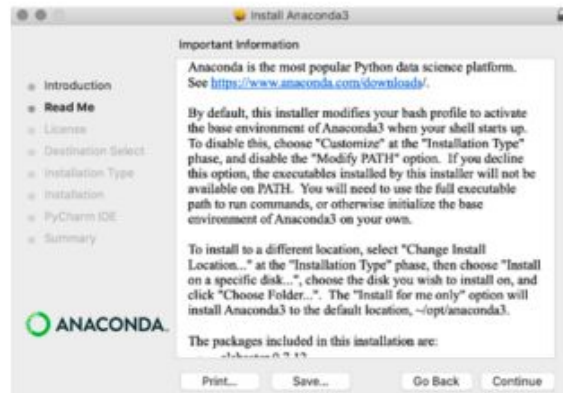 Install Anaconda3
Important Information
Introduction
Read Me
License
Destination Select
Installation Type
Installation
PyCharm IDE
Summary
Anaconda is the most popular Python data science platform.
See https://www.anaconda.com/downloads/.
By default, this installer modifies your bash profile to activate
the base environment of Anaconda3 when your shell starts up.
To disable this, choose "Customize" at the "Installation Type"
phase, and disable the "Modify PATH" option. If you decline
this option, the executables installed by this installer will not be
available on PATH. You will need to use the full executable
path to run commands, or otherwise initialize the base
environment of Anaconda3 on your own.
To install to a different location, select "Change Install
Location..." at the "Installation Type" phase, then choose "Install
on a specific disk...", choose the disk you wish to install on, and
click "Choose Folder...". The "Install for me only" option will
install Anaconda3 to the default location, ~/opt/anaconda3.
The packages included in this installation are:
ANACONDA.
Print...
Save...
Go Back
Continue